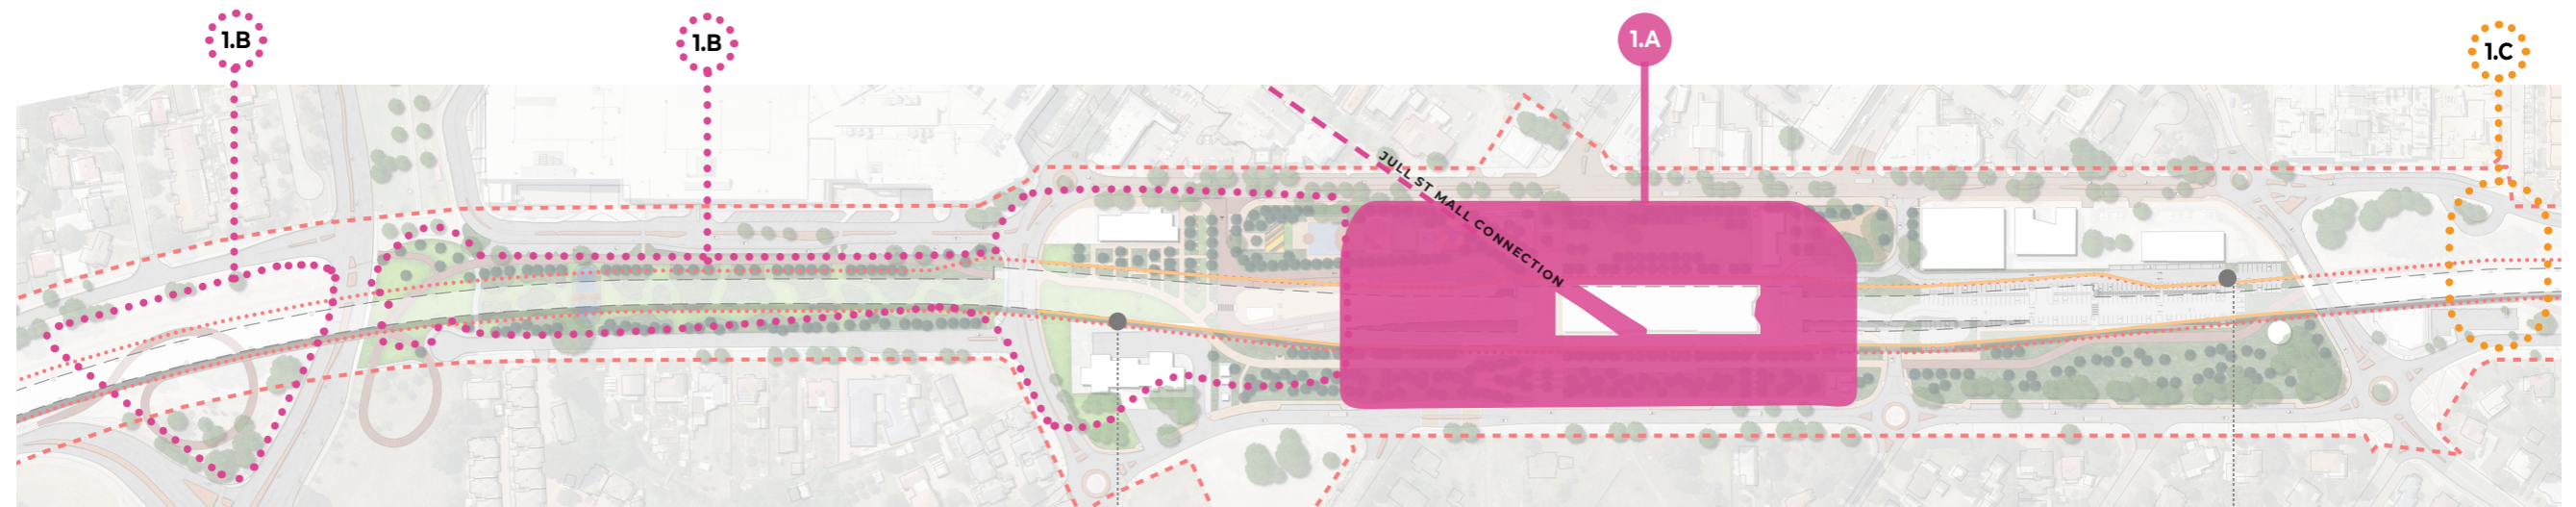 1.B
1.B
1.A
1.C
JULL ST MALL CONNECTION